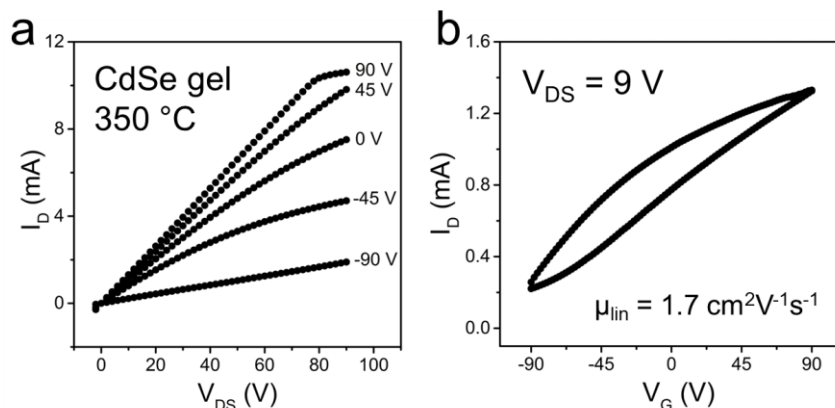 a
12
8
4
0
I_D (mA)
CdSe gel
350 °C
90 V
45 V
0 V
-45 V
-90 V
0 20 40 60 80 100
V_DS (V)
b
1.6
1.2
0.8
0.4
0.0
I_D (mA)
V_DS = 9 V
μ_lin = 1.7 cm²V⁻¹s⁻¹
-90 -45 0 45 90
V_G (V)